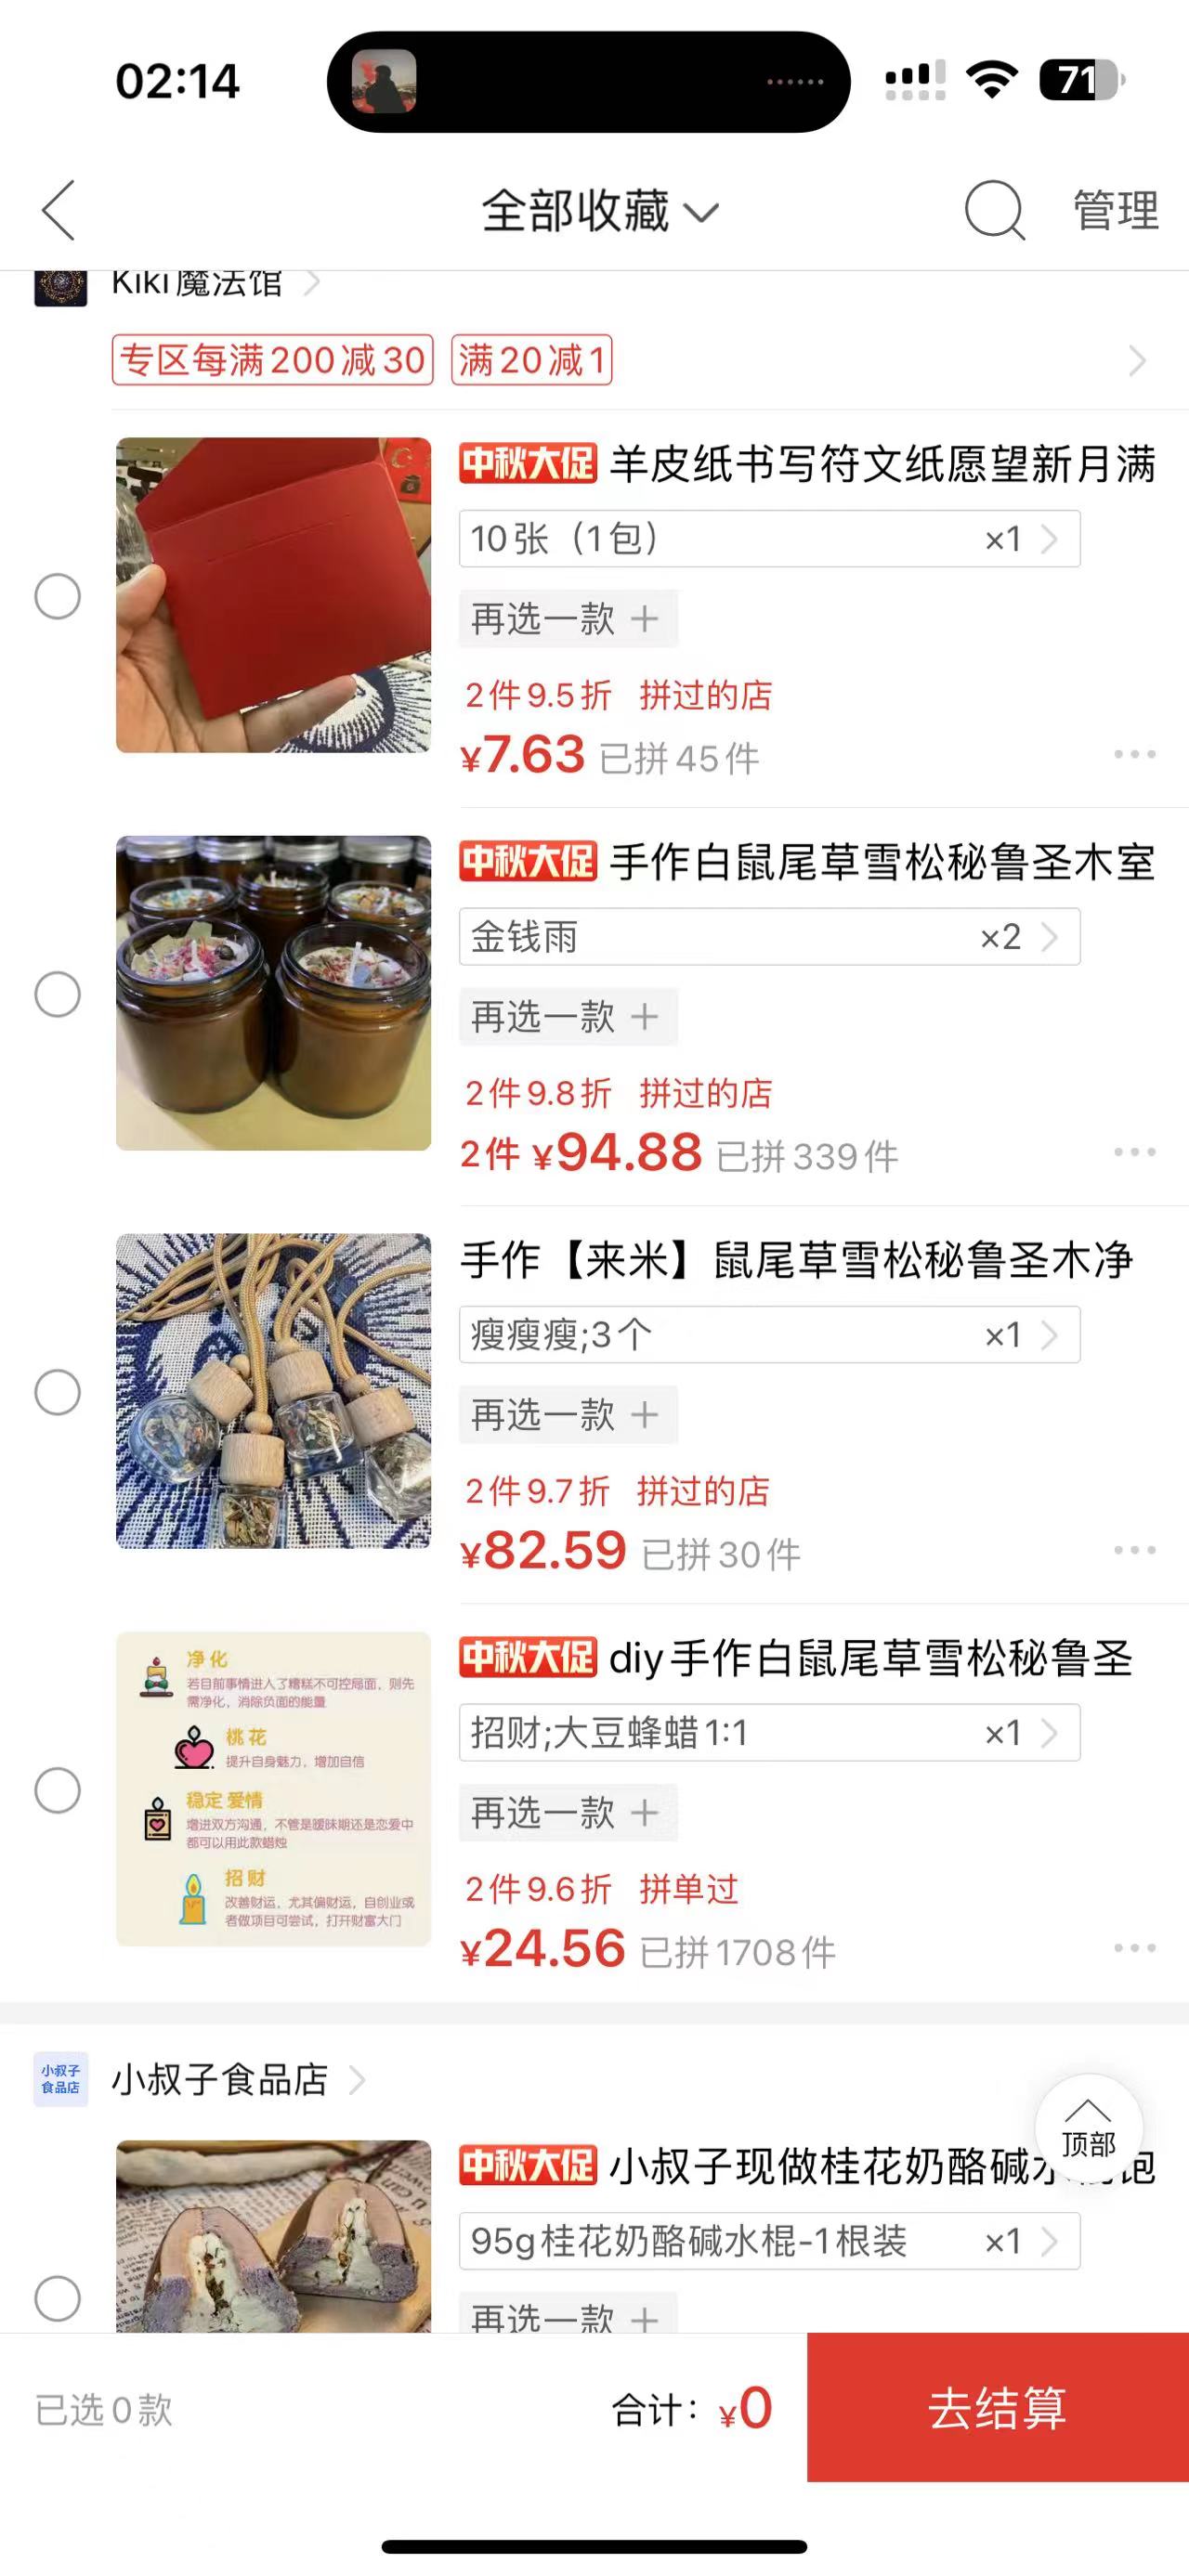 02:14
71
全部收藏
管理
Kiki魔法馆
专区每满200减30 满20减1
中秋大促 羊皮纸书写符文纸愿望新月满
10张（1包） ×1
再选一款 +
2件9.5折 拼过的店
¥7.63 已拼45件
中秋大促 手作白鼠尾草雪松秘鲁圣木室
金钱雨 ×2
再选一款 +
2件9.8折 拼过的店
2件 ¥94.88 已拼339件
手作【来米】鼠尾草雪松秘鲁圣木净
瘦瘦瘦;3个 ×1
再选一款 +
2件9.7折 拼过的店
¥82.59 已拼30件
净化
若目前事情进入了糟糕不可控局面，则先
需净化，消除负面的能量
桃花
提升自身魅力，增加自信
稳定爱情
增进双方沟通，不管是暧昧期还是恋爱中
都可以用此款蜡烛
招财
改善财运，尤其偏财运，自创业或
者做项目可尝试，打开财富大门
中秋大促 diy手作白鼠尾草雪松秘鲁圣
招财;大豆蜂蜡1:1 ×1
再选一款 +
2件9.6折 拼单过
¥24.56 已拼1708件
小叔子
食品店
小叔子食品店
顶部
中秋大促 小叔子现做桂花奶酪碱水 包
95g桂花奶酪碱水棍-1根装 ×1
再选一款 +
已选0款
合计：¥0
去结算